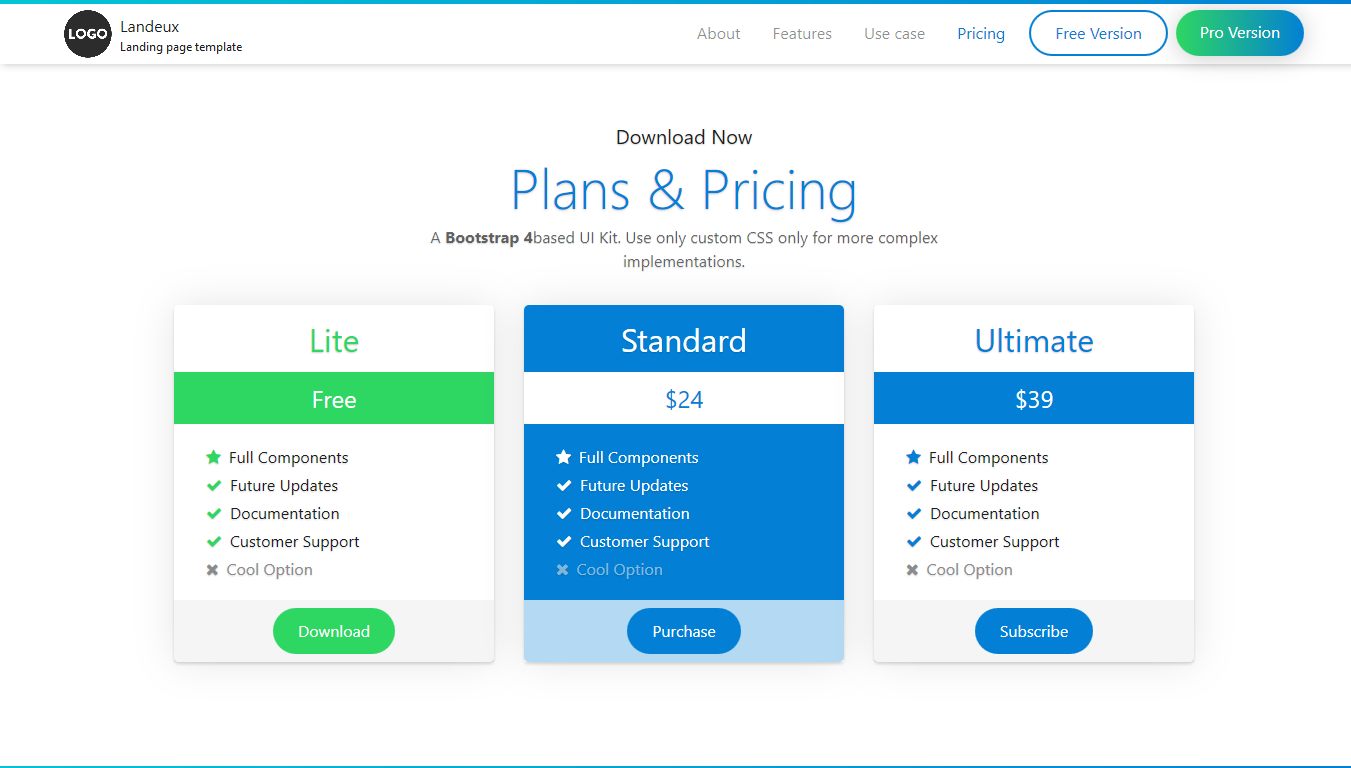 LOGO
Landeux
Landing page template
About Features Use case Pricing Free Version Pro Version
Download Now
Plans & Pricing
A Bootstrap 4based UI Kit. Use only custom CSS only for more complex
implementations.
Lite
Free
Full Components
Future Updates
Documentation
Customer Support
Cool Option
Download
Standard
$24
Full Components
Future Updates
Documentation
Customer Support
Cool Option
Purchase
Ultimate
$39
Full Components
Future Updates
Documentation
Customer Support
Cool Option
Subscribe